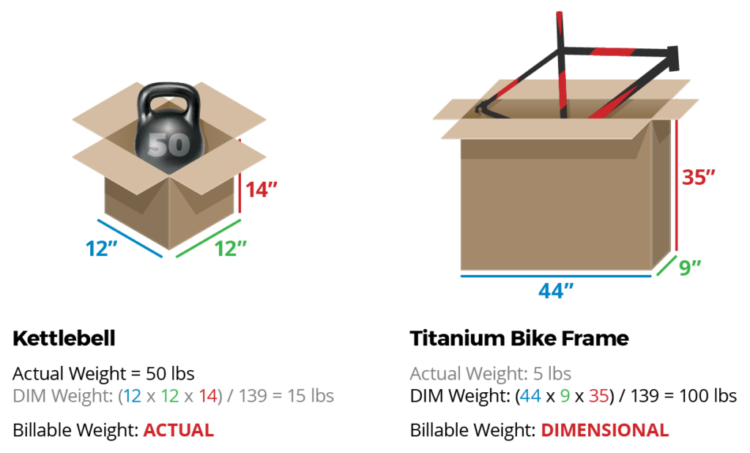 50
14”
12”
12”
35”
9”
44”
Kettlebell
Actual Weight = 50 lbs
DIM Weight: (12 x 12 x 14) / 139 = 15 lbs
Billable Weight: ACTUAL
Titanium Bike Frame
Actual Weight: 5 lbs
DIM Weight: (44 x 9 x 35) / 139 = 100 lbs
Billable Weight: DIMENSIONAL